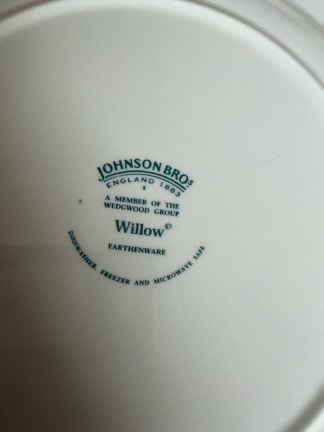 JOHNSON BROS
ENGLAND 1883
A MEMBER OF THE
WEDGWOOD GROUP
Willow©
EARTHENWARE
DISHWASHER, FREEZER AND MICROWAVE SAFE